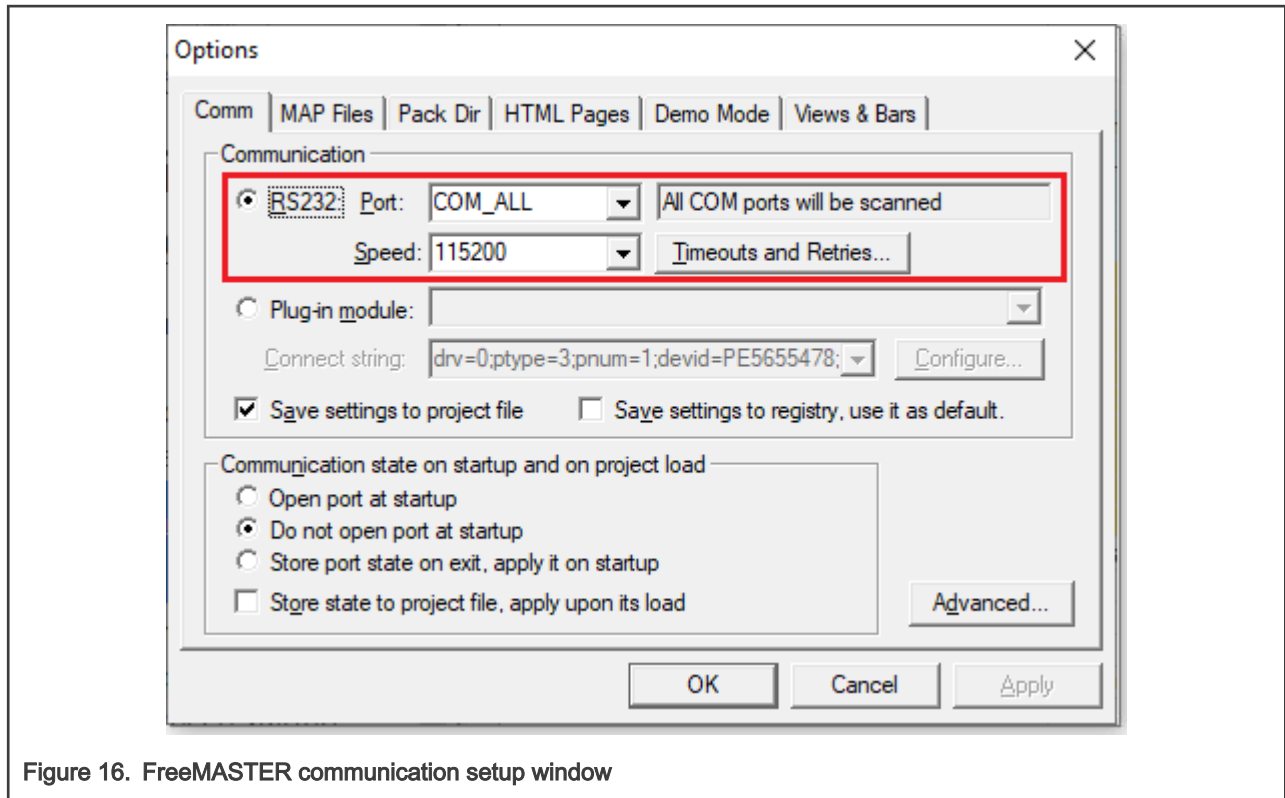 Options
Comm MAP Files Pack Dir HTML Pages Demo Mode Views & Bars
Communication
RS232: Port: COM_ALL All COM ports will be scanned
Speed: 115200 Timeouts and Retries...
Plug-in module:
Connect string: drv=0;ptype=3;pnum=1;devid=PE5655478; Configure...
Save settings to project file Save settings to registry, use it as default.
Communication state on startup and on project load
Open port at startup
Do not open port at startup
Store port state on exit, apply it on startup
Store state to project file, apply upon its load Advanced...
OK Cancel Apply
Figure 16. FreeMASTER communication setup window